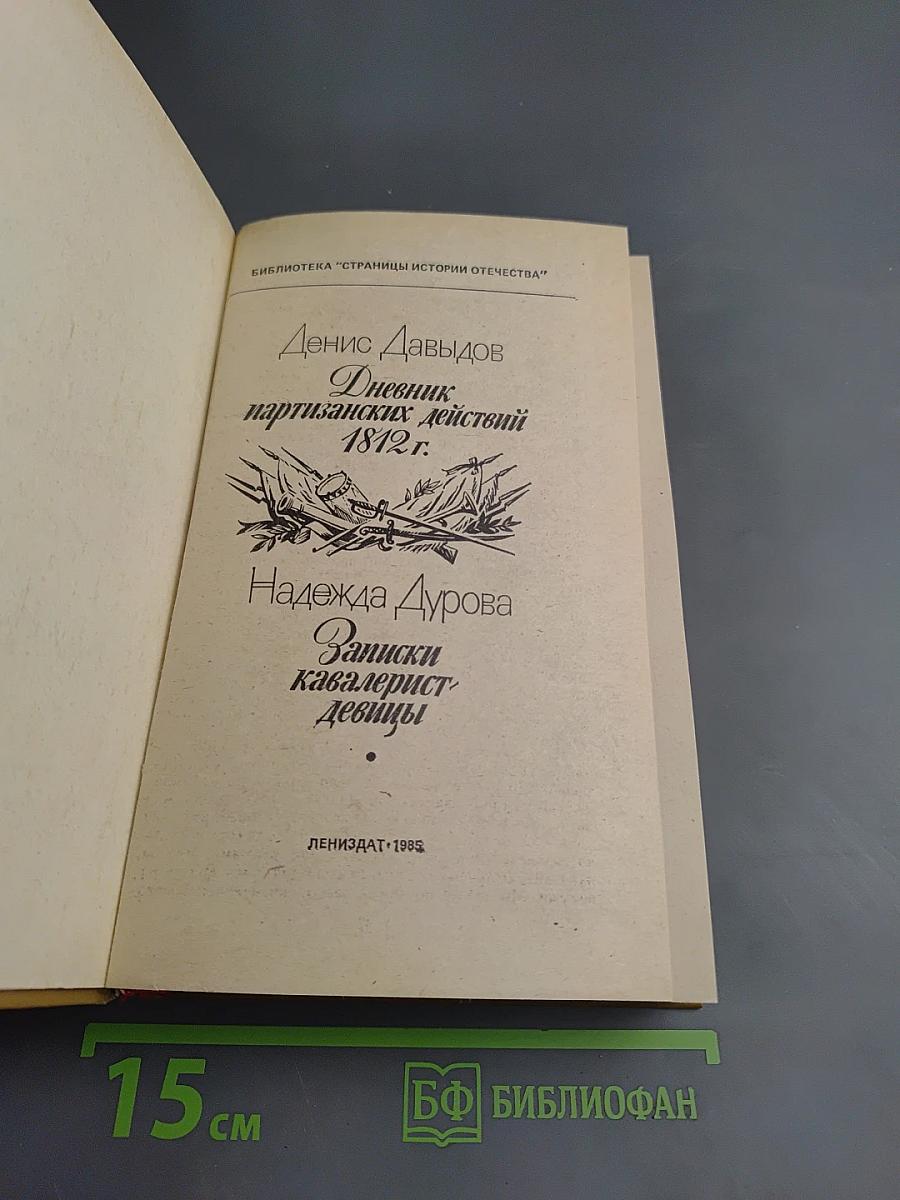 БИБЛИОТЕКА "СТРАНИЦЫ ИСТОРИИ ОТЕЧЕСТВА"
Денис Давыдов
Дневник
партизанских действий
1812 г.
Надежда Дурова
Записки
кавалерист-
девицы
ЛЕНИЗДАТ·1985
15 см
БФ БИБЛИОФАН